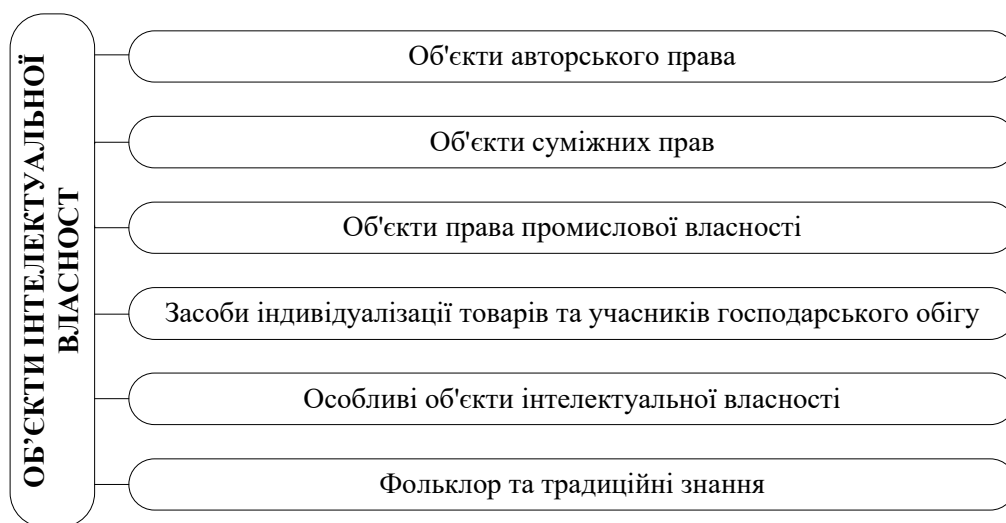 ОБ’ЄКТИ ІНТЕЛЕКТУАЛЬНОЇ
ВЛАСНОСТ
Об'єкти авторського права
Об'єкти суміжних прав
Об'єкти права промислової власності
Засоби індивідуалізації товарів та учасників господарського обігу
Особливі об'єкти інтелектуальної власності
Фольклор та традиційні знання